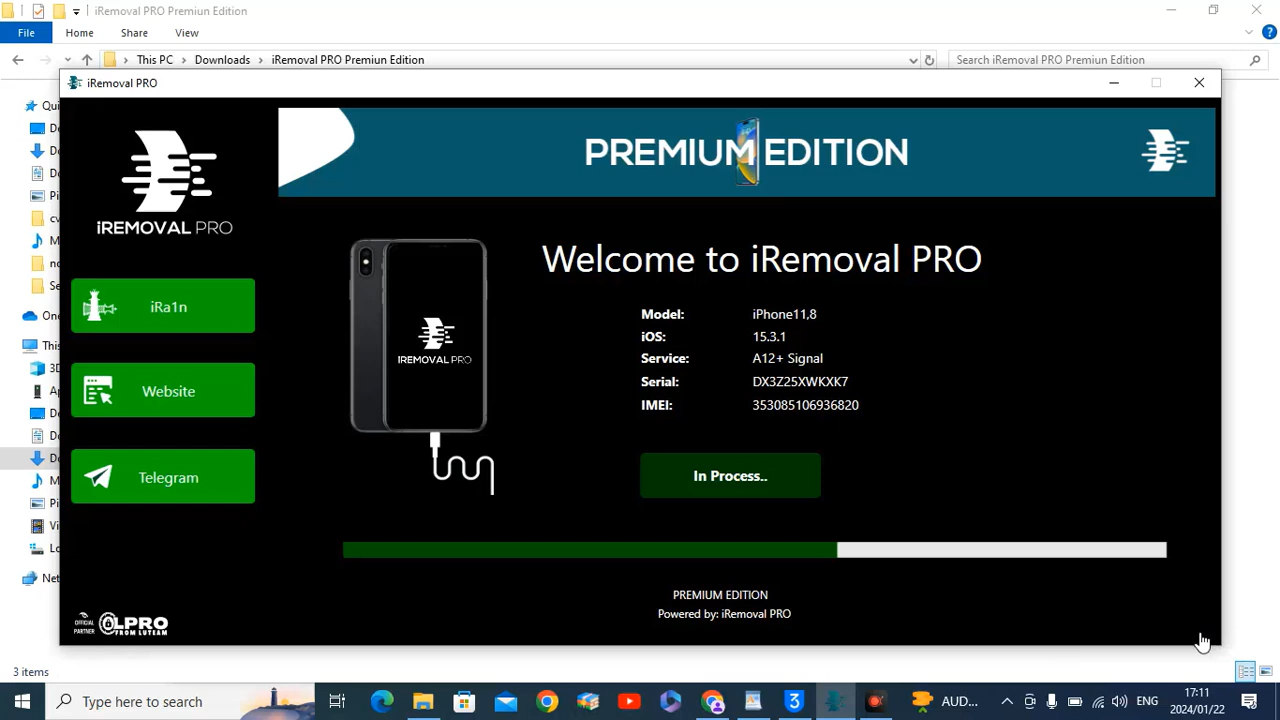 iRemoval PRO Premiun Edition
File Home Share View
This PC Downloads iRemoval PRO Premiun Edition
Search iRemoval PRO Premiun Edition
iRemoval PRO
PREMIUM EDITION
iREMOVAL PRO
Welcome to iRemoval PRO
Model: iPhone11,8
iOS: 15.3.1
Service: A12+ Signal
Serial: DX3Z25XWKXK7
IMEI: 353085106936820
IREMOVAL PRO
iRa1n
Website
Telegram
In Process..
PREMIUM EDITION
Powered by: iRemoval PRO
OFFICIAL
PARTNER
LPRO
FROM LUTEAM
3 items
Type here to search
AUD...
ENG
17:11
2024/01/22